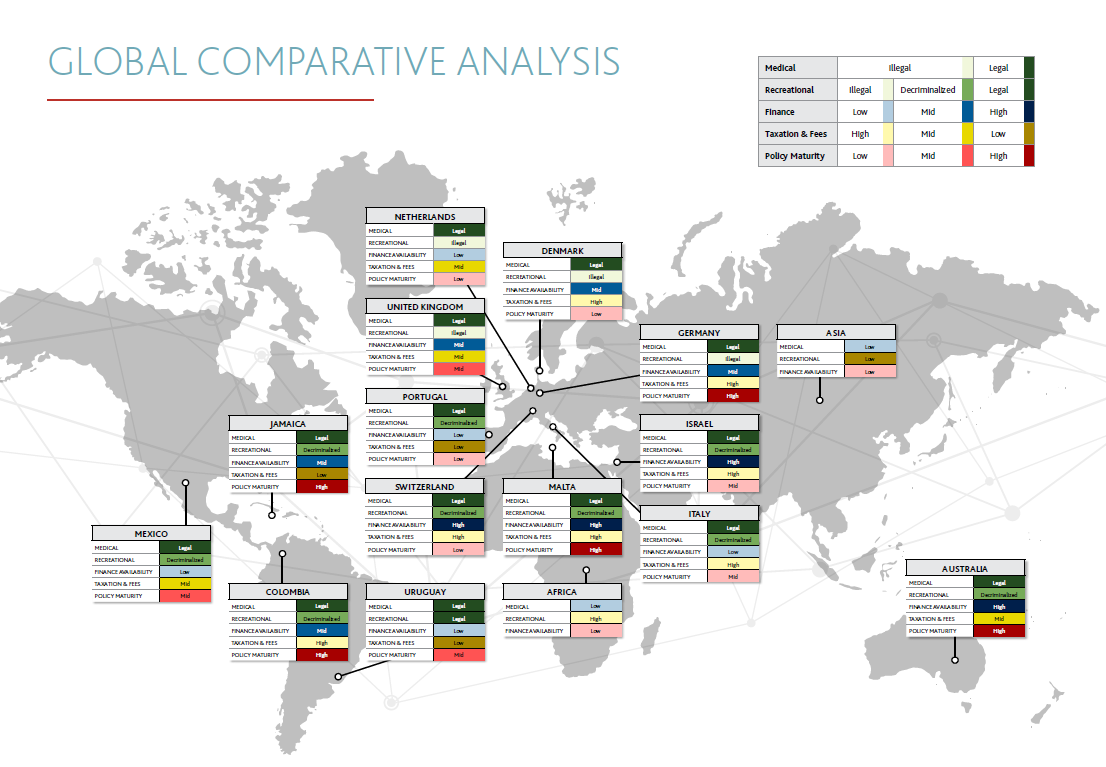 GLOBAL COMPARATIVE ANALYSIS
Medical Illegal Legal
Recreational Illegal Decriminalized Legal
Finance Low Mid High
Taxation & Fees High Mid Low
Policy Maturity Low Mid High
NETHERLANDS
MEDICAL Legal
RECREATIONAL Illegal
FINANCE AVAILABILITY Low
TAXATION & FEES Mid
POLICY MATURITY Low
DENMARK
MEDICAL Legal
RECREATIONAL Illegal
FINANCE AVAILABILITY Mid
TAXATION & FEES High
POLICY MATURITY Low
UNITED KINGDOM
MEDICAL Legal
RECREATIONAL Illegal
FINANCE AVAILABILITY Mid
TAXATION & FEES Mid
POLICY MATURITY Mid
GERMANY
MEDICAL Legal
RECREATIONAL Illegal
FINANCE AVAILABILITY Mid
TAXATION & FEES High
POLICY MATURITY High
ASIA
MEDICAL Low
RECREATIONAL Low
FINANCE AVAILABILITY Low
PORTUGAL
MEDICAL Legal
RECREATIONAL Decriminalized
FINANCE AVAILABILITY Low
TAXATION & FEES Low
POLICY MATURITY Low
JAMAICA
MEDICAL Legal
RECREATIONAL Decriminalized
FINANCE AVAILABILITY Mid
TAXATION & FEES Low
POLICY MATURITY High
ISRAEL
MEDICAL Legal
RECREATIONAL Decriminalized
FINANCE AVAILABILITY High
TAXATION & FEES High
POLICY MATURITY Mid
SWITZERLAND
MEDICAL Legal
RECREATIONAL Decriminalized
FINANCE AVAILABILITY High
TAXATION & FEES High
POLICY MATURITY Low
MALTA
MEDICAL Legal
RECREATIONAL Decriminalized
FINANCE AVAILABILITY High
TAXATION & FEES High
POLICY MATURITY High
ITALY
MEDICAL Legal
RECREATIONAL Decriminalized
FINANCE AVAILABILITY Low
TAXATION & FEES High
POLICY MATURITY Mid
MEXICO
MEDICAL Legal
RECREATIONAL Decriminalized
FINANCE AVAILABILITY Low
TAXATION & FEES Mid
POLICY MATURITY Mid
COLOMBIA
MEDICAL Legal
RECREATIONAL Decriminalized
FINANCE AVAILABILITY Mid
TAXATION & FEES High
POLICY MATURITY High
URUGUAY
MEDICAL Legal
RECREATIONAL Legal
FINANCE AVAILABILITY Low
TAXATION & FEES Low
POLICY MATURITY Mid
AFRICA
MEDICAL Low
RECREATIONAL High
FINANCE AVAILABILITY Low
AUSTRALIA
MEDICAL Legal
RECREATIONAL Decriminalized
FINANCE AVAILABILITY High
TAXATION & FEES Mid
POLICY MATURITY High